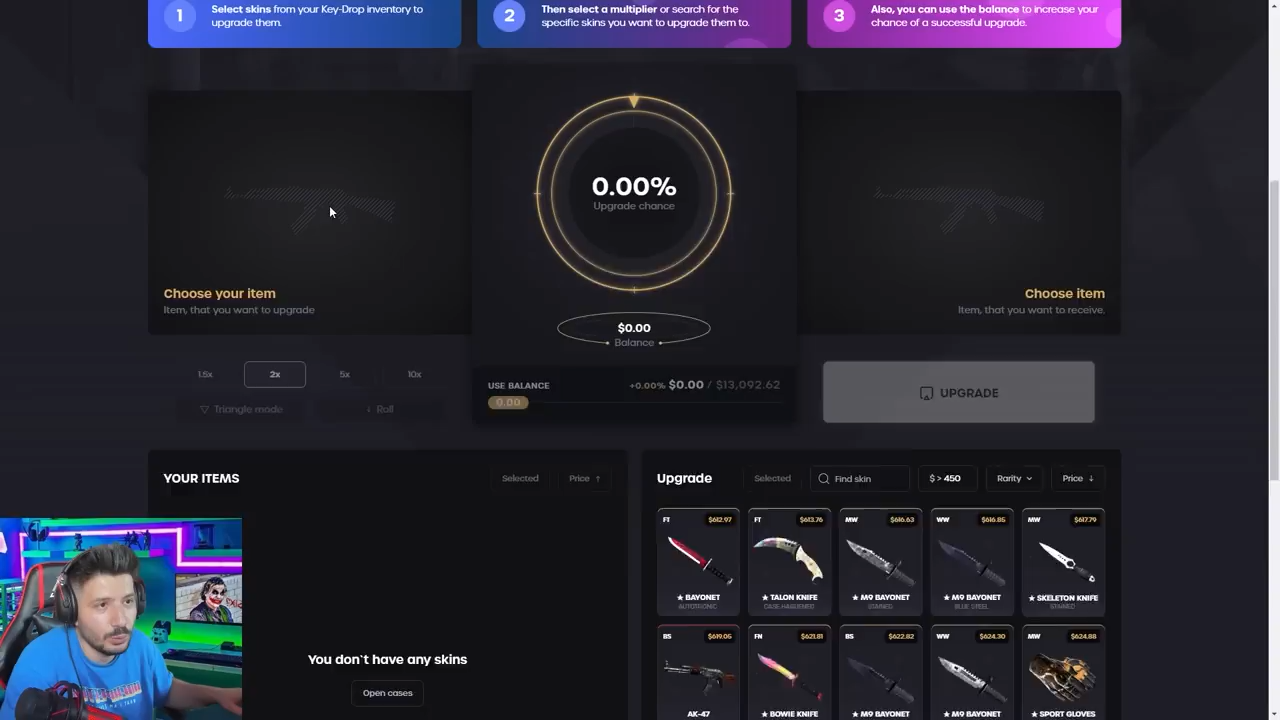 1
Select skins from your Key-Drop inventory to
upgrade them.
2
Then select a multiplier or search for the
specific skins you want to upgrade them to.
3
Also, you can use the balance to increase your
chance of a successful upgrade.
0.00%
Upgrade chance
Choose your item
Item, that you want to upgrade
Choose item
Item, that you want to receive.
$0.00
Balance
1.5x
2x
5x
10x
Triangle mode
Roll
USE BALANCE
+0.00% $0.00 / $13,092.62
0.00
UPGRADE
YOUR ITEMS
Selected
Price ↑
Upgrade
Selected
Find skin
$ > 450
Rarity
Price ↓
You don`t have any skins
Open cases
FT $612.97
★ BAYONET
AUTOTRONIC
FT $613.76
★ TALON KNIFE
CASE HARDENED
MW $616.63
★ M9 BAYONET
STAINED
WW $616.85
★ M9 BAYONET
BLUE STEEL
MW $617.79
★ SKELETON KNIFE
STAINED
BS $619.05
AK-47
FN $621.81
★ BOWIE KNIFE
BS $622.82
★ M9 BAYONET
WW $624.30
★ M9 BAYONET
MW $624.88
★ SPORT GLOVES